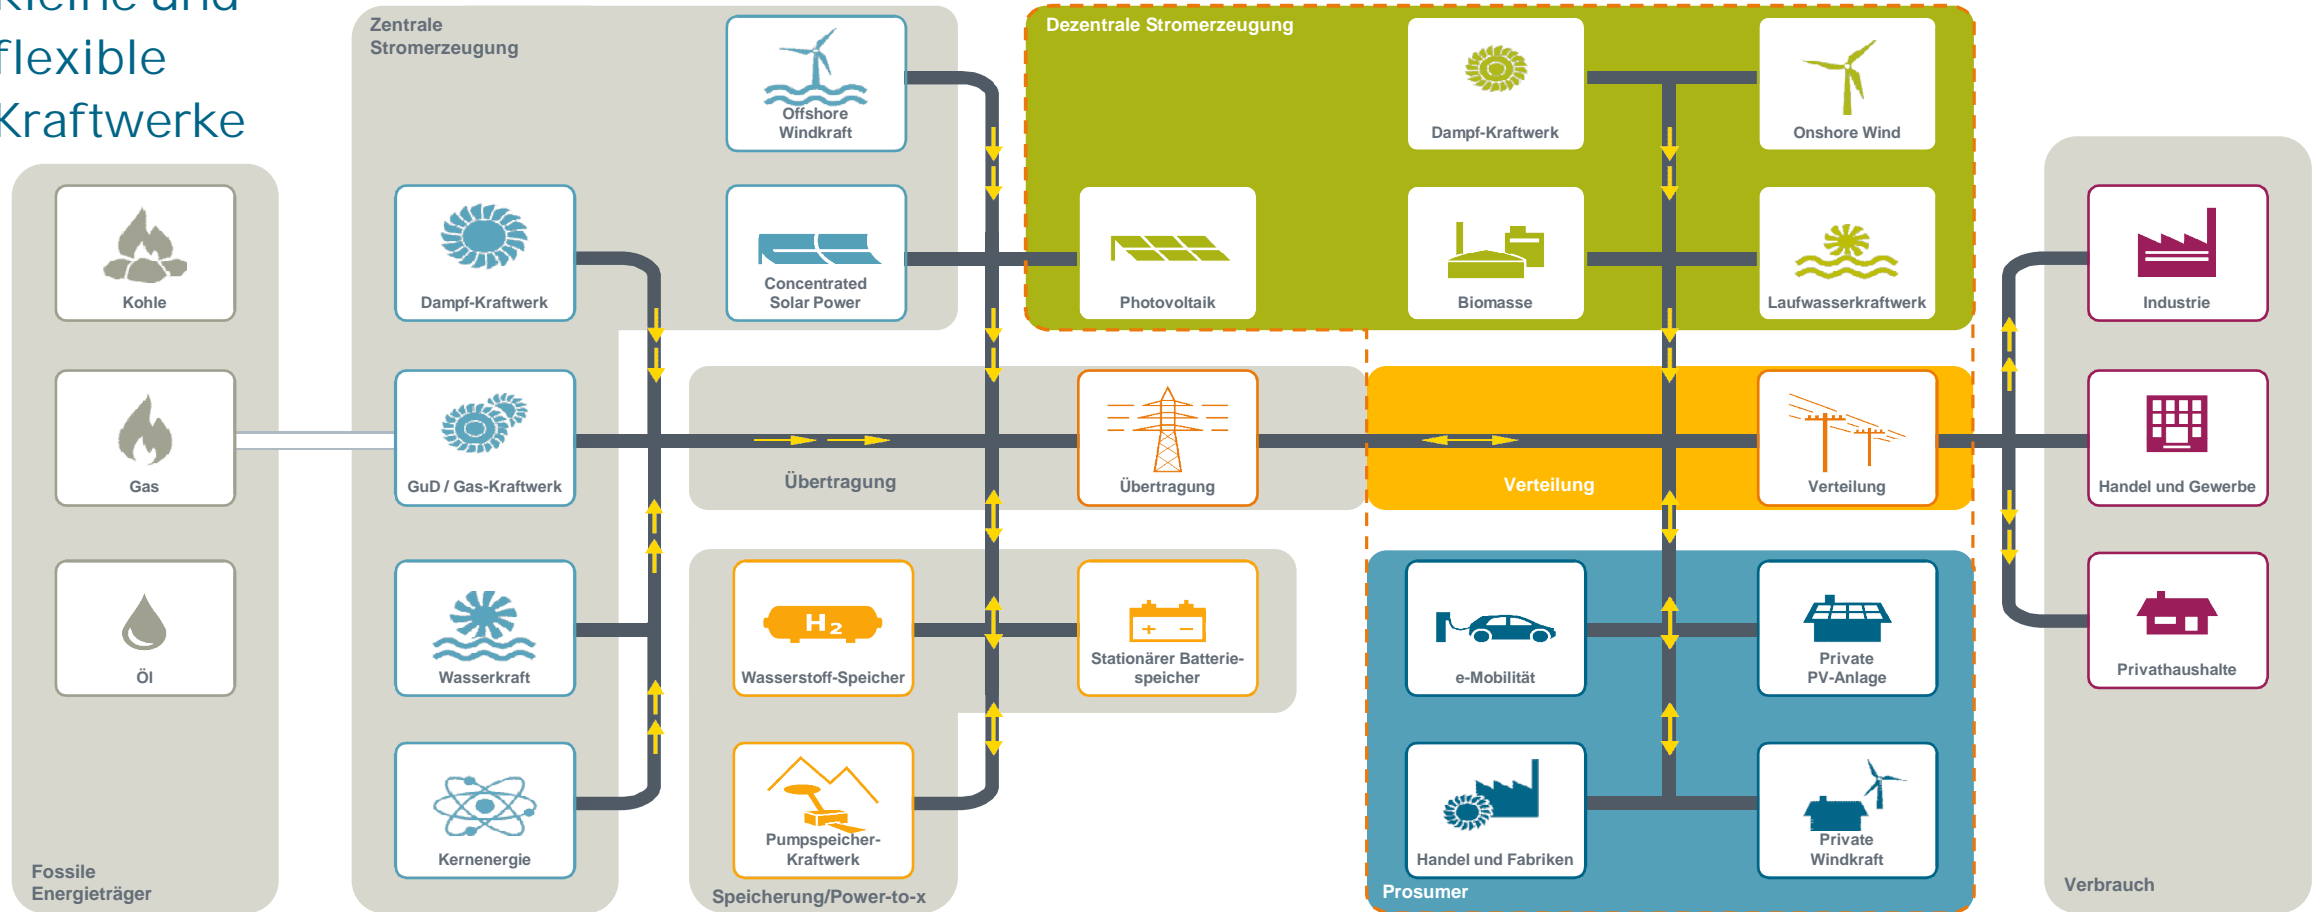 kleine und
flexible
Kraftwerke
Zentrale
Stromerzeugung
Offshore
Windkraft
Dampf-Kraftwerk
Concentrated
Solar Power
GuD / Gas-Kraftwerk
Wasserkraft
Kernenergie
Kohle
Gas
Öl
Fossile
Energieträger
Dezentrale Stromerzeugung
Dampf-Kraftwerk
Onshore Wind
Photovoltaik
Biomasse
Laufwasserkraftwerk
Übertragung
Übertragung
Verteilung
Verteilung
H2
Wasserstoff-Speicher
Stationärer Batterie-
speicher
Pumpspeicher-
Kraftwerk
Speicherung/Power-to-x
e-Mobilität
Private
PV-Anlage
Handel und Fabriken
Private
Windkraft
Prosumer
Industrie
Handel und Gewerbe
Privathaushalte
Verbrauch